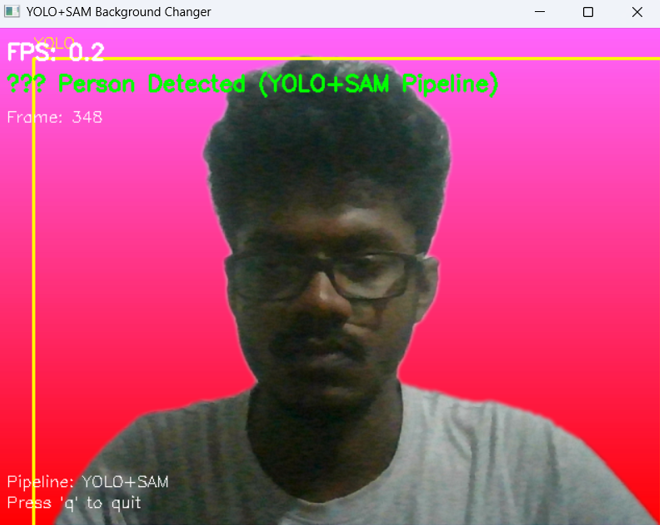 YOLO+SAM Background Changer
YOLO
FPS: 0.2
??? Person Detected (YOLO+SAM Pipeline)
Frame: 348
Pipeline: YOLO+SAM
Press 'q' to quit